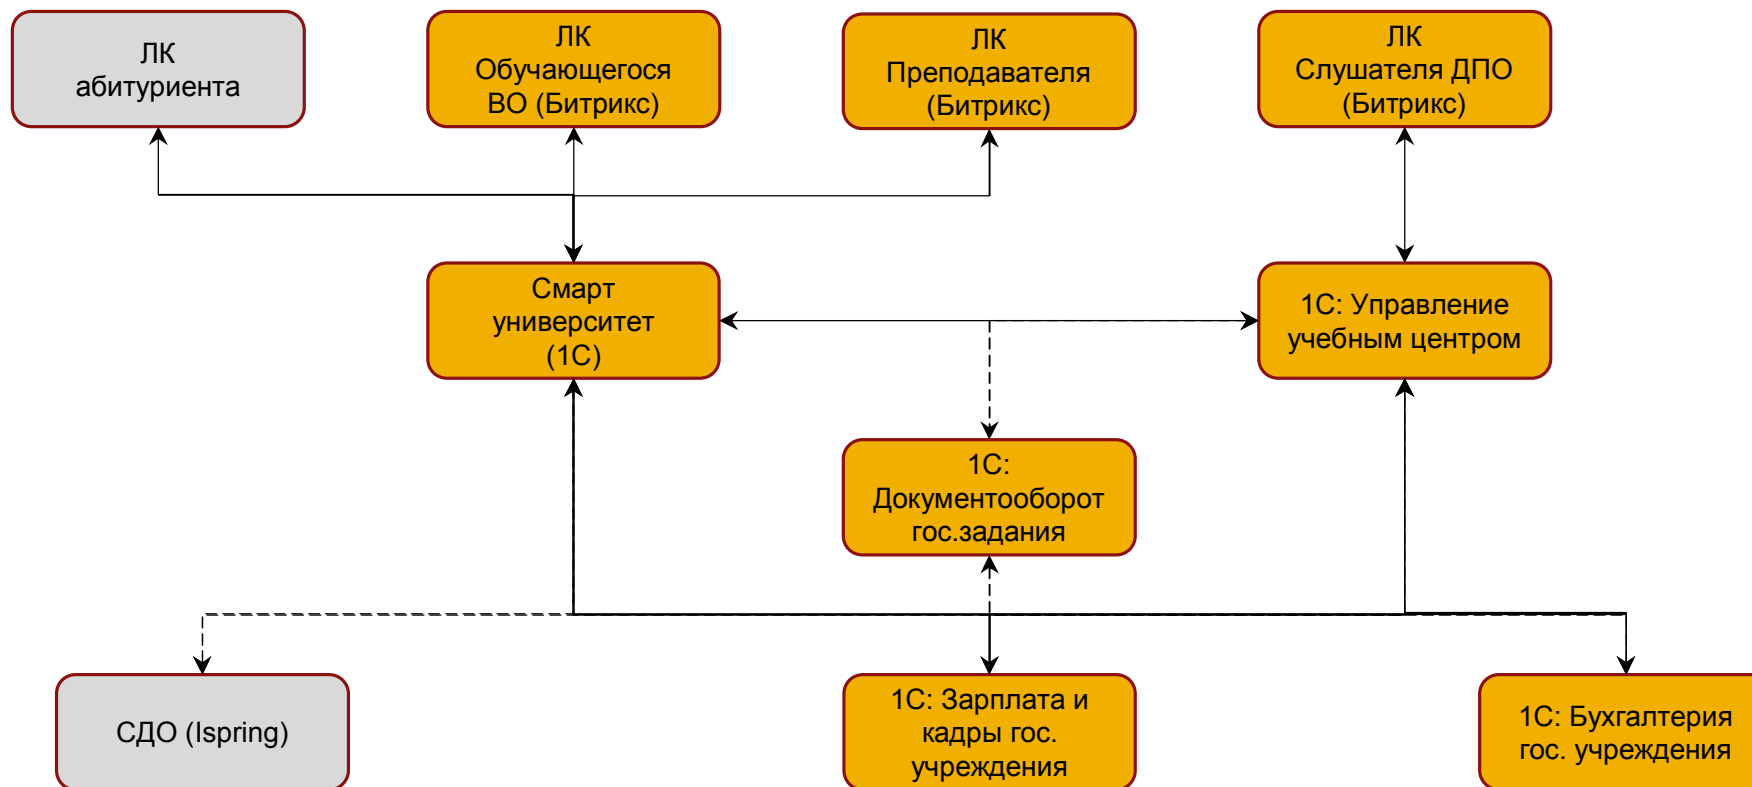 ЛК
абитуриента
ЛК
Обучающегося
ВО (Битрикс)
ЛК
Преподавателя
(Битрикс)
ЛК
Слушателя ДПО
(Битрикс)
Смарт
университет
(1С)
1С: Управление
учебным центром
1С:
Документооборот
гос.задания
СДО (Ispring)
1С: Зарплата и
кадры гос.
учреждения
1С: Бухгалтерия
гос. учреждения